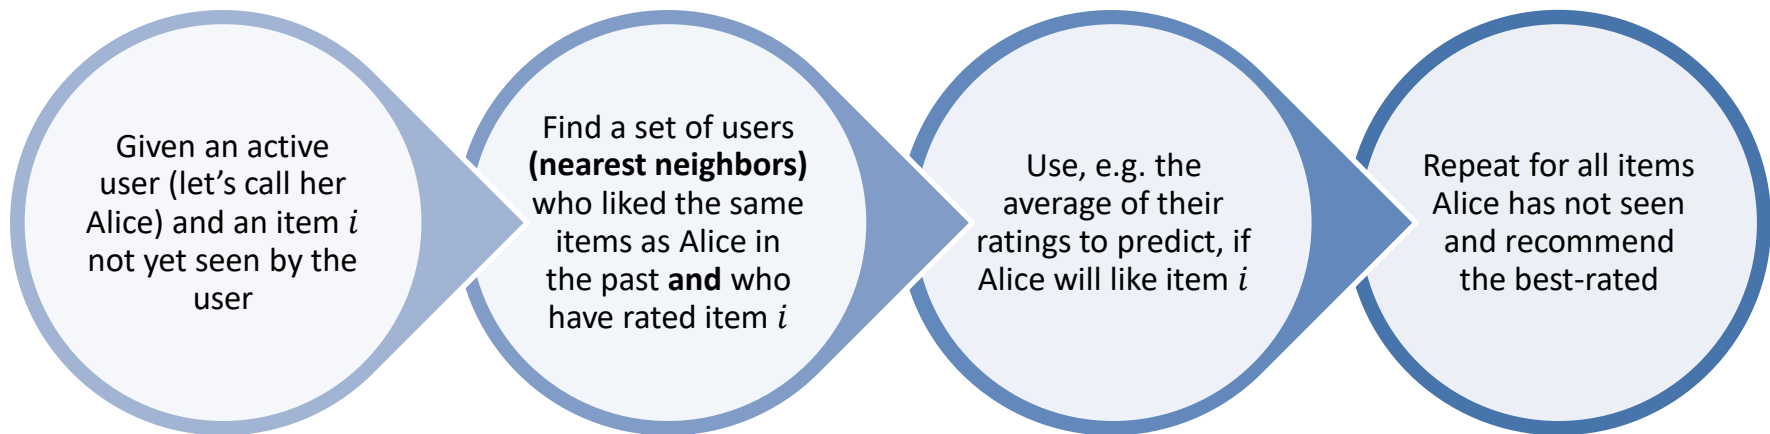 Given an active
user (let’s call her
Alice) and an item i
not yet seen by the
user
Find a set of users
(nearest neighbors)
who liked the same
items as Alice in
the past and who
have rated item i
Use, e.g. the
average of their
ratings to predict, if
Alice will like item i
Repeat for all items
Alice has not seen
and recommend
the best-rated